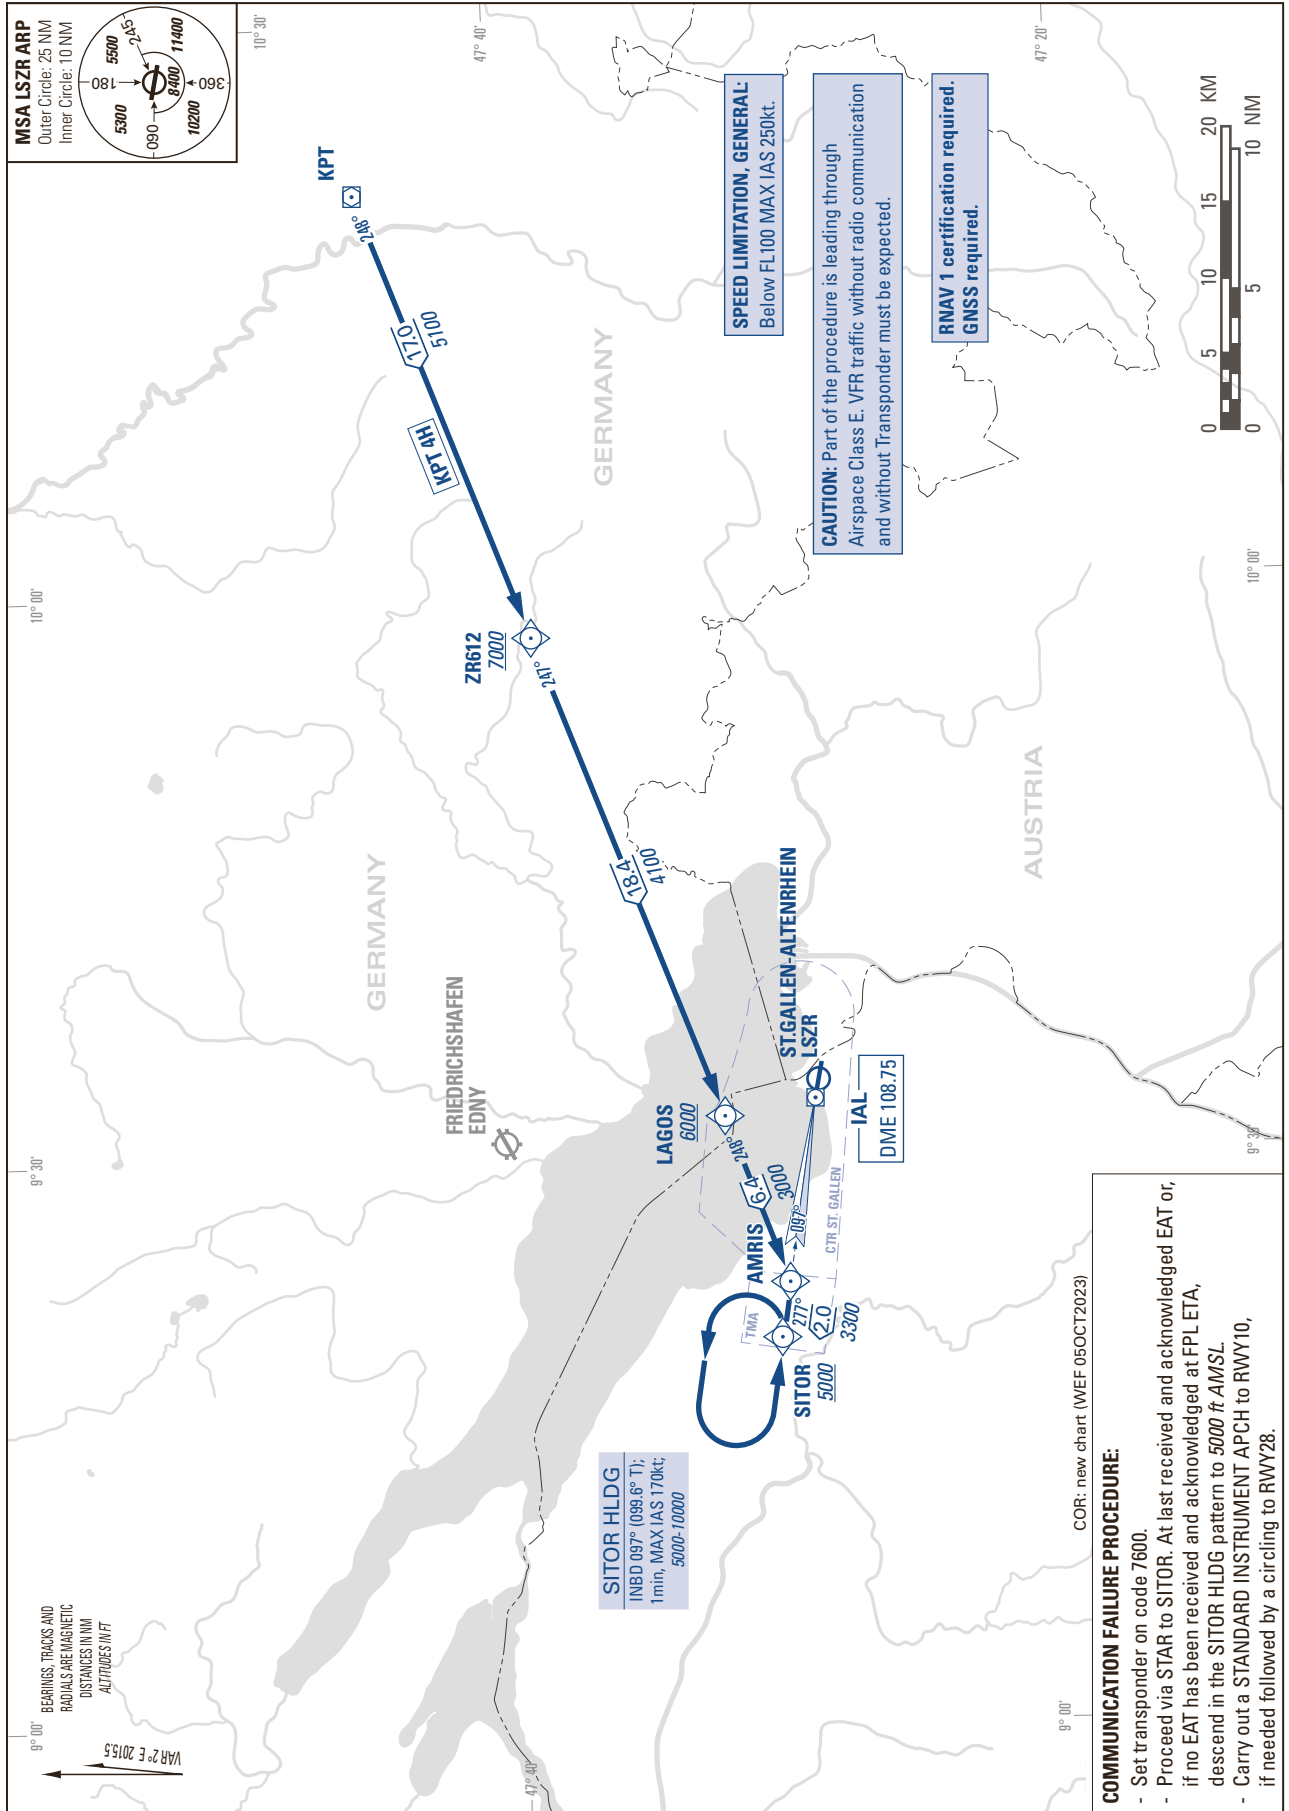 MSA LSZR ARP
Outer Circle: 25 NM
Inner Circle: 10 NM
5300
180
5500
245
11400
8400
360
10200
090
BEARINGS, TRACKS AND
RADIALS ARE MAGNETIC
DISTANCES IN NM
ALTITUDES IN FT
VAR 2° E 2015.5
9° 00'
9° 30'
10° 00'
10° 30'
47° 40'
47° 20'
KPT
248°
17.0
5100
KPT 4H
ZR612
7000
247°
18.4
4100
GERMANY
GERMANY
AUSTRIA
FRIEDRICHSHAFEN
EDNY
LAGOS
6000
248°
6.4
3000
AMRIS
277°
2.0
3300
097°
TMA
SITOR
5000
CTR ST. GALLEN
ST.GALLEN-ALTENRHEIN
LSZR
IAL
DME 108.75
SITOR HLDG
INBD 097° (099.6° T);
1min, MAX IAS 170kt;
5000-10000
SPEED LIMITATION, GENERAL:
Below FL100 MAX IAS 250kt.
CAUTION: Part of the procedure is leading through
Airspace Class E. VFR traffic without radio communication
and without Transponder must be expected.
RNAV 1 certification required.
GNSS required.
0 5 10 15 20 KM
0 5 10 NM
47° 40'
9° 00'
9° 30'
10° 00'
COR: new chart (WEF 05OCT2023)
COMMUNICATION FAILURE PROCEDURE:
- Set transponder on code 7600.
- Proceed via STAR to SITOR. At last received and acknowledged EAT or,
if no EAT has been received and acknowledged at FPL ETA,
descend in the SITOR HLDG pattern to 5000 ft AMSL.
- Carry out a STANDARD INSTRUMENT APCH to RWY10,
if needed followed by a circling to RWY28.